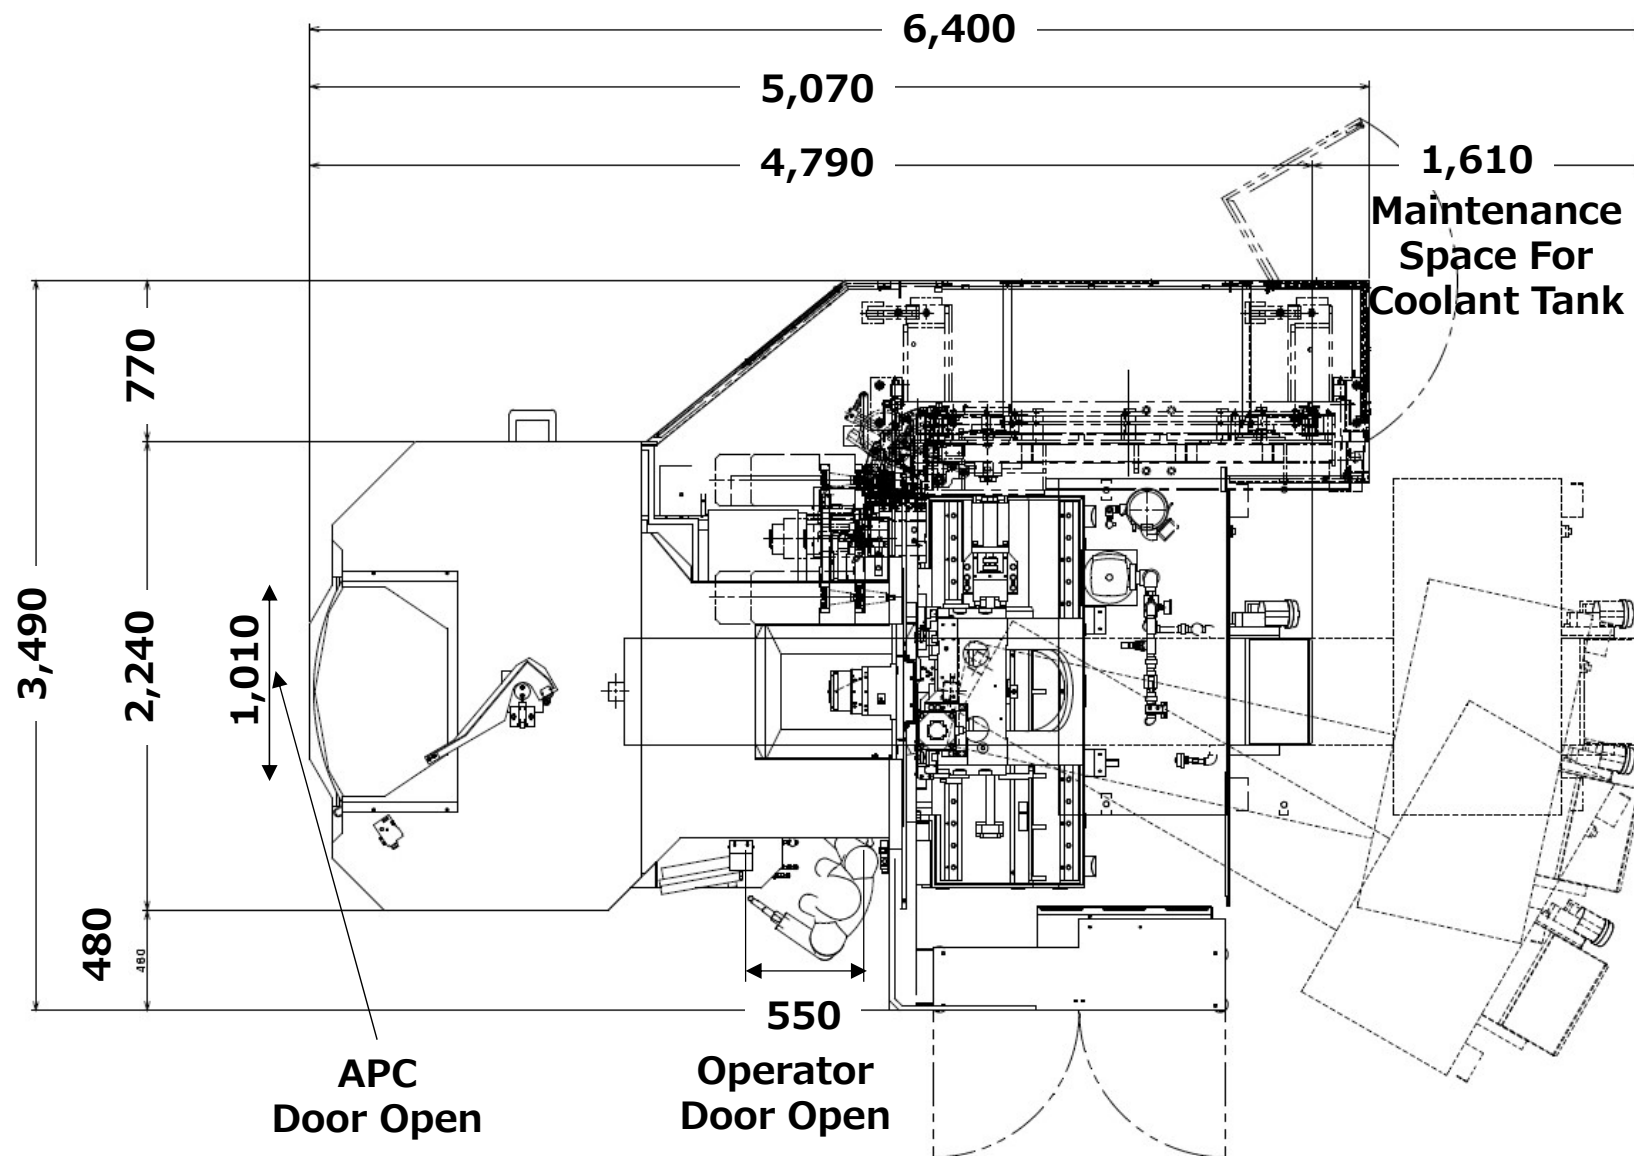 6,400
5,070
4,790
1,610
Maintenance
Space For
Coolant Tank
770
3,490
2,240
1,010
480
480
550
APC
Door Open
Operator
Door Open